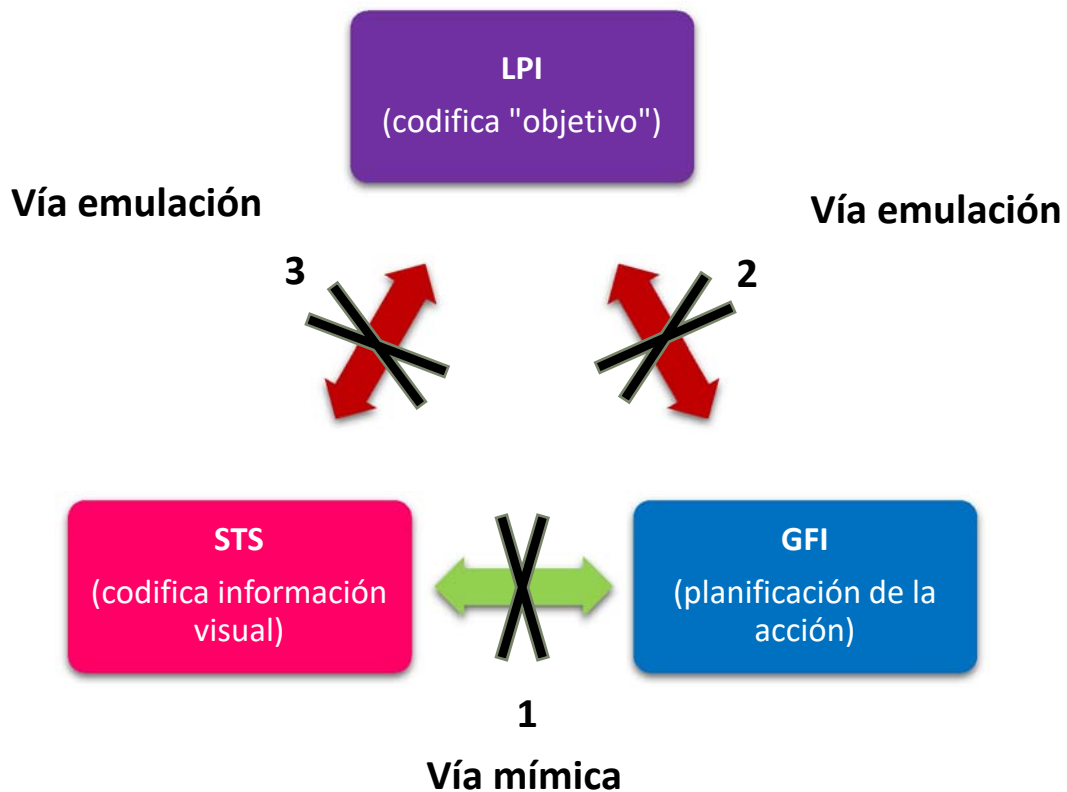 LPI
(codifica "objetivo")
Vía emulación
Vía emulación
3
2
STS
(codifica información
visual)
GFI
(planificación de la
acción)
1
Vía mímica